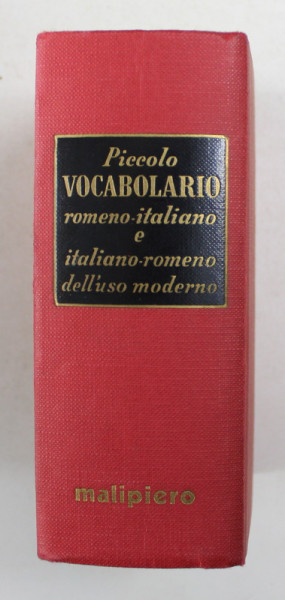 Piccolo
VOCABOLARIO
romeno-italiano
e
italiano-romeno
dell'uso moderno
malipiero